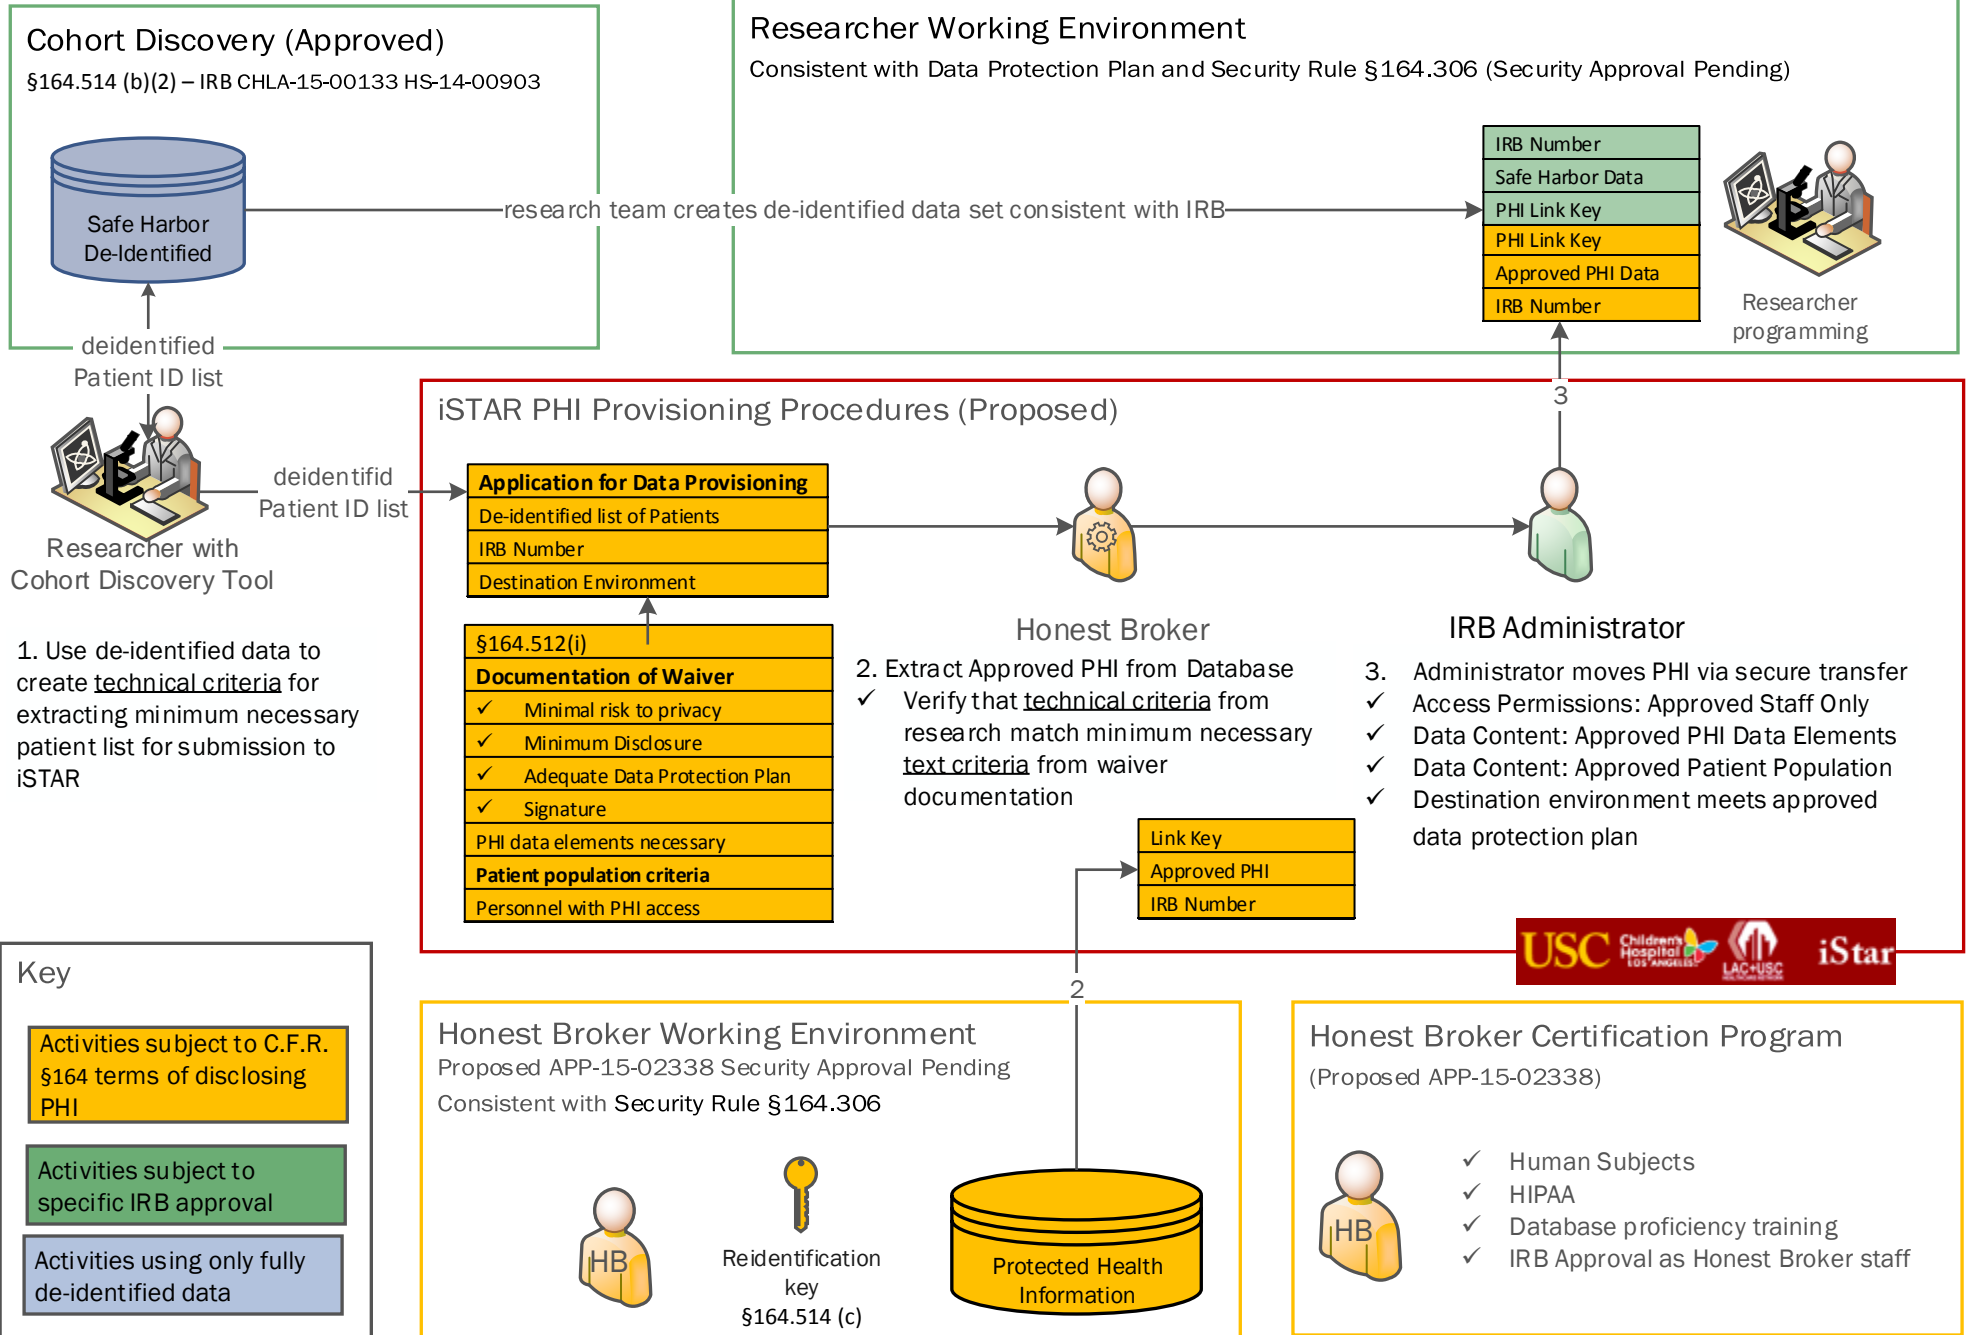 Cohort Discovery (Approved)
§164.514 (b)(2) – IRB CHLA-15-00133 HS-14-00903
Safe Harbor
De-Identified
Researcher Working Environment
Consistent with Data Protection Plan and Security Rule §164.306 (Security Approval Pending)
research team creates de-identified data set consistent with IRB
IRB Number
Safe Harbor Data
PHI Link Key
PHI Link Key
Approved PHI Data
IRB Number
Researcher
programming
deidentified
Patient ID list
Researcher with
Cohort Discovery Tool
deidentifid
Patient ID list
1. Use de-identified data to
create technical criteria for
extracting minimum necessary
patient list for submission to
iSTAR
iSTAR PHI Provisioning Procedures (Proposed)
3
Application for Data Provisioning
De-identified list of Patients
IRB Number
Destination Environment
§164.512(i)
Documentation of Waiver
✓ Minimal risk to privacy
✓ Minimum Disclosure
✓ Adequate Data Protection Plan
✓ Signature
PHI data elements necessary
Patient population criteria
Personnel with PHI access
Honest Broker
2. Extract Approved PHI from Database
✓ Verify that technical criteria from
research match minimum necessary
text criteria from waiver
documentation
Link Key
Approved PHI
IRB Number
IRB Administrator
3. Administrator moves PHI via secure transfer
✓ Access Permissions: Approved Staff Only
✓ Data Content: Approved PHI Data Elements
✓ Data Content: Approved Patient Population
✓ Destination environment meets approved
data protection plan
USC
Children's
Hospital
LOS ANGELES
LAC+USC
iStar
2
Key
Activities subject to C.F.R.
§164 terms of disclosing
PHI
Activities subject to
specific IRB approval
Activities using only fully
de-identified data
Honest Broker Working Environment
Proposed APP-15-02338 Security Approval Pending
Consistent with Security Rule §164.306
HB
Reidentification
key
§164.514 (c)
Protected Health
Information
Honest Broker Certification Program
(Proposed APP-15-02338)
HB
✓ Human Subjects
✓ HIPAA
✓ Database proficiency training
✓ IRB Approval as Honest Broker staff